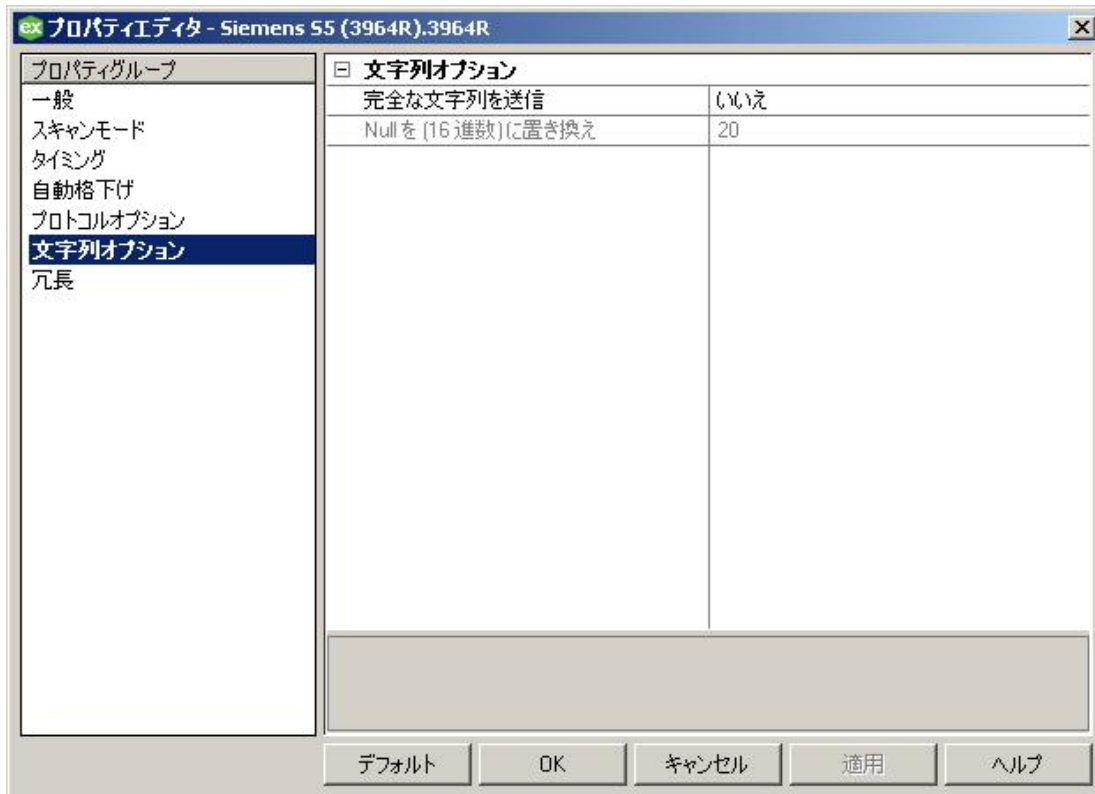 ex プロパティエディタ - Siemens S5 (3964R).3964R
プロパティグループ
一般
スキャンモード
タイミング
自動格下げ
プロトコルオプション
文字列オプション
冗長
文字列オプション
完全な文字列を送信 いいえ
Nullを(16進数)に置き換え 20
デフォルト OK キャンセル 適用 ヘルプ